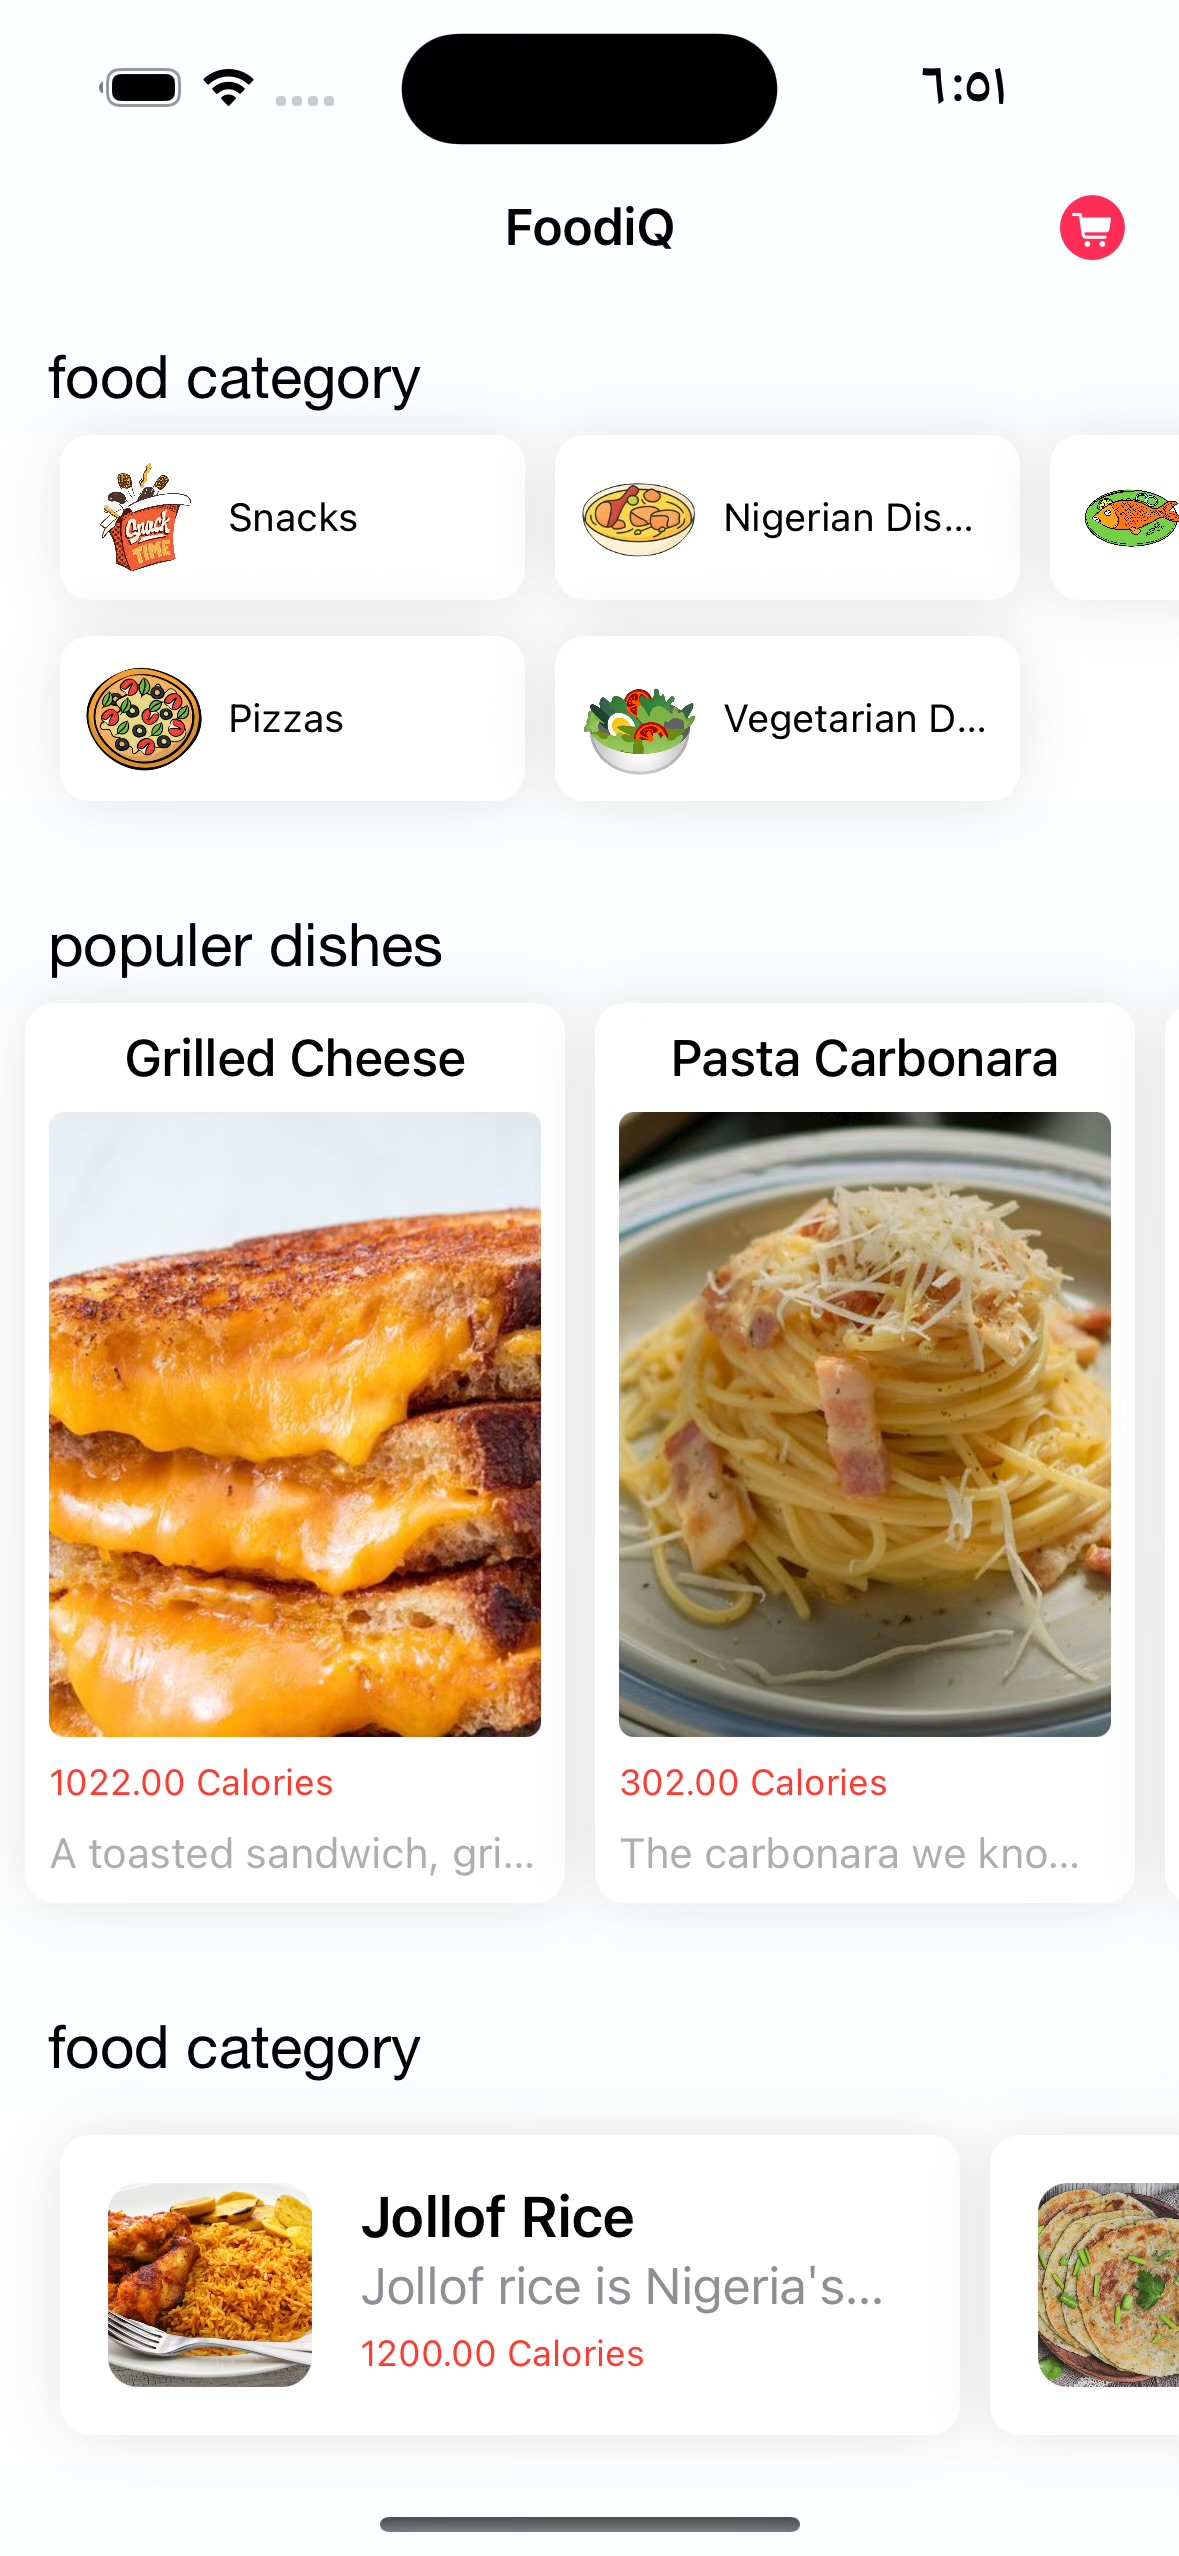 ٦:٥١
FoodiQ
food category
Snack
TIME
Snacks
Nigerian Dis...
Pizzas
Vegetarian D...
populer dishes
Grilled Cheese
Pasta Carbonara
1022.00 Calories
302.00 Calories
A toasted sandwich, gri...
The carbonara we kno...
food category
Jollof Rice
Jollof rice is Nigeria's...
1200.00 Calories